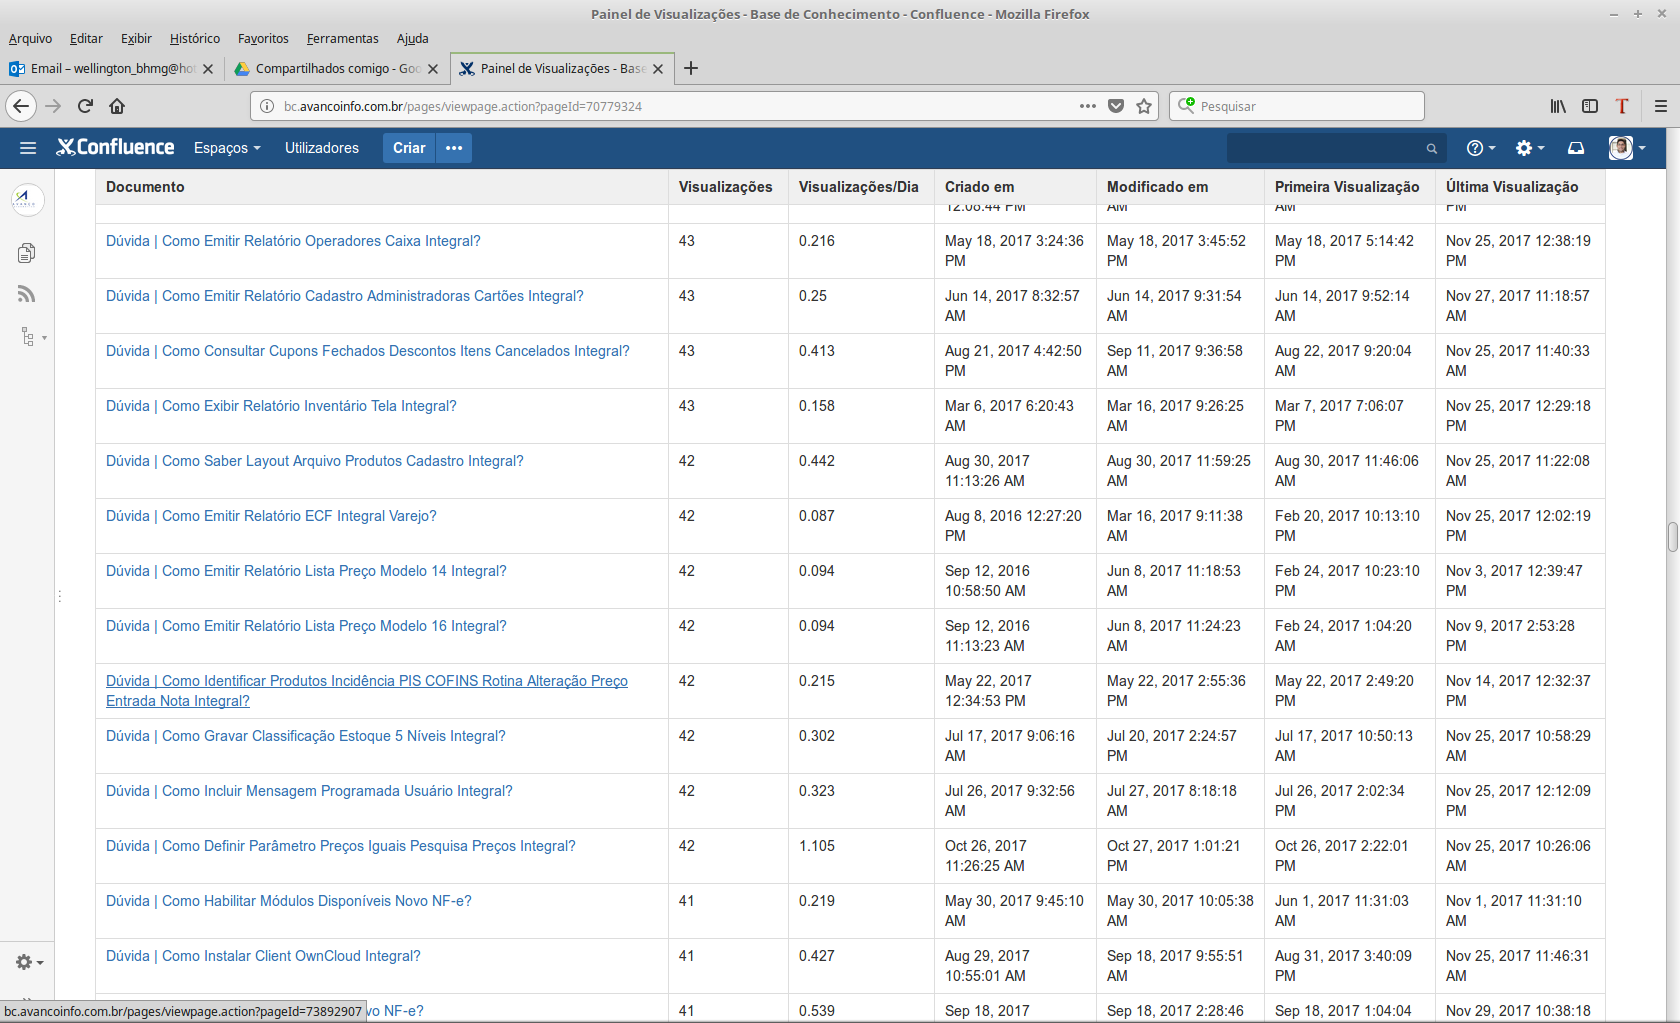 Painel de Visualizações - Base de Conhecimento - Confluence - Mozilla Firefox
Arquivo Editar Exibir Histórico Favoritos Ferramentas Ajuda
Email – wellington_bhmg@ho Compartilhados comigo - Goo Painel de Visualizações - Base
bc.avancoinfo.com.br/pages/viewpage.action?pageId=70779324 Pesquisar
Confluence Espaços Utilizadores Criar
Documento Visualizações Visualizações/Dia Criado em Modificado em Primeira Visualização Última Visualização
12:08:44 PM AM AM PM
Dúvida | Como Emitir Relatório Operadores Caixa Integral? 43 0.216 May 18, 2017 3:24:36 May 18, 2017 3:45:52 May 18, 2017 5:14:42 Nov 25, 2017 12:38:19
PM PM PM PM
Dúvida | Como Emitir Relatório Cadastro Administradoras Cartões Integral? 43 0.25 Jun 14, 2017 8:32:57 Jun 14, 2017 9:31:54 Jun 14, 2017 9:52:14 Nov 27, 2017 11:18:57
AM AM AM AM
Dúvida | Como Consultar Cupons Fechados Descontos Itens Cancelados Integral? 43 0.413 Aug 21, 2017 4:42:50 Sep 11, 2017 9:36:58 Aug 22, 2017 9:20:04 Nov 25, 2017 11:40:33
PM AM AM AM
Dúvida | Como Exibir Relatório Inventário Tela Integral? 43 0.158 Mar 6, 2017 6:20:43 Mar 16, 2017 9:26:25 Mar 7, 2017 7:06:07 Nov 25, 2017 12:29:18
AM AM PM PM
Dúvida | Como Saber Layout Arquivo Produtos Cadastro Integral? 42 0.442 Aug 30, 2017 Aug 30, 2017 11:59:25 Aug 30, 2017 11:46:06 Nov 25, 2017 11:22:08
11:13:26 AM AM AM AM
Dúvida | Como Emitir Relatório ECF Integral Varejo? 42 0.087 Aug 8, 2016 12:27:20 Mar 16, 2017 9:11:38 Feb 20, 2017 10:13:10 Nov 25, 2017 12:02:19
PM AM PM PM
Dúvida | Como Emitir Relatório Lista Preço Modelo 14 Integral? 42 0.094 Sep 12, 2016 Jun 8, 2017 11:18:53 Feb 24, 2017 10:23:10 Nov 3, 2017 12:39:47
10:58:50 AM AM PM PM
Dúvida | Como Emitir Relatório Lista Preço Modelo 16 Integral? 42 0.094 Sep 12, 2016 Jun 8, 2017 11:24:23 Feb 24, 2017 1:04:20 Nov 9, 2017 2:53:28
11:13:23 AM AM AM PM
Dúvida | Como Identificar Produtos Incidência PIS COFINS Rotina Alteração Preço 42 0.215 May 22, 2017 May 22, 2017 2:55:36 May 22, 2017 2:49:20 Nov 14, 2017 12:32:37
Entrada Nota Integral? 12:34:53 PM PM PM PM
Dúvida | Como Gravar Classificação Estoque 5 Níveis Integral? 42 0.302 Jul 17, 2017 9:06:16 Jul 20, 2017 2:24:57 Jul 17, 2017 10:50:13 Nov 25, 2017 10:58:29
AM PM AM AM
Dúvida | Como Incluir Mensagem Programada Usuário Integral? 42 0.323 Jul 26, 2017 9:32:56 Jul 27, 2017 8:18:18 Jul 26, 2017 2:02:34 Nov 25, 2017 12:12:09
AM AM PM PM
Dúvida | Como Definir Parâmetro Preços Iguais Pesquisa Preços Integral? 42 1.105 Oct 26, 2017 Oct 27, 2017 1:01:21 Oct 26, 2017 2:22:01 Nov 25, 2017 10:26:06
11:26:25 AM PM PM AM
Dúvida | Como Habilitar Módulos Disponíveis Novo NF-e? 41 0.219 May 30, 2017 9:45:10 May 30, 2017 10:05:38 Jun 1, 2017 11:31:03 Nov 1, 2017 11:31:10
AM AM AM AM
Dúvida | Como Instalar Client OwnCloud Integral? 41 0.427 Aug 29, 2017 Sep 18, 2017 9:55:51 Aug 31, 2017 3:40:09 Nov 25, 2017 11:46:31
10:55:01 AM AM PM AM
bc.avancoinfo.com.br/pages/viewpage.action?pageId=73892907 vo NF-e? 41 0.539 Sep 18, 2017 Sep 18, 2017 2:28:46 Sep 18, 2017 1:04:04 Nov 29, 2017 10:38:18